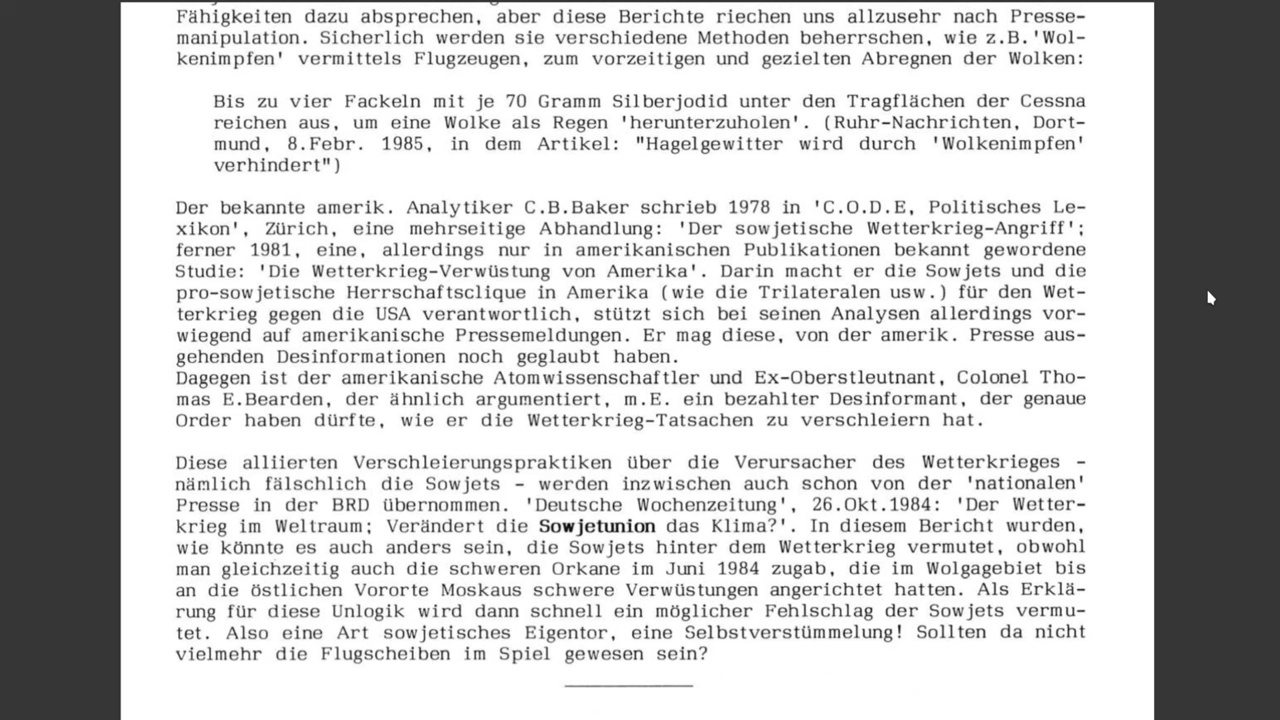 Fähigkeiten dazu absprechen, aber diese Berichte riechen uns allzusehr nach Presse-
manipulation. Sicherlich werden sie verschiedene Methoden beherrschen, wie z.B.'Wol-
kenimpfen' vermittels Flugzeugen, zum vorzeitigen und gezielten Abregnen der Wolken:
Bis zu vier Fackeln mit je 70 Gramm Silberjodid unter den Tragflächen der Cessna
reichen aus, um eine Wolke als Regen 'herunterzuholen'. (Ruhr-Nachrichten, Dort-
mund, 8.Febr. 1985, in dem Artikel: "Hagelgewitter wird durch 'Wolkenimpfen'
verhindert")
Der bekannte amerik. Analytiker C.B.Baker schrieb 1978 in 'C.O.D.E, Politisches Le-
xikon', Zürich, eine mehrseitige Abhandlung: 'Der sowjetische Wetterkrieg-Angriff';
ferner 1981, eine, allerdings nur in amerikanischen Publikationen bekannt gewordene
Studie: 'Die Wetterkrieg-Verwüstung von Amerika'. Darin macht er die Sowjets und die
pro-sowjetische Herrschaftsclique in Amerika (wie die Trilateralen usw.) für den Wet-
terkrieg gegen die USA verantwortlich, stützt sich bei seinen Analysen allerdings vor-
wiegend auf amerikanische Pressemeldungen. Er mag diese, von der amerik. Presse aus-
gehenden Desinformationen noch geglaubt haben.
Dagegen ist der amerikanische Atomwissenschaftler und Ex-Oberstleutnant, Colonel Tho-
mas E.Bearden, der ähnlich argumentiert, m.E. ein bezahlter Desinformant, der genaue
Order haben dürfte, wie er die Wetterkrieg-Tatsachen zu verschleiern hat.
Diese alliierten Verschleierungspraktiken über die Verursacher des Wetterkrieges -
nämlich fälschlich die Sowjets - werden inzwischen auch schon von der 'nationalen'
Presse in der BRD übernommen. 'Deutsche Wochenzeitung', 26.Okt.1984: 'Der Wetter-
krieg im Weltraum; Verändert die Sowjetunion das Klima?'. In diesem Bericht wurden,
wie könnte es auch anders sein, die Sowjets hinter dem Wetterkrieg vermutet, obwohl
man gleichzeitig auch die schweren Orkane im Juni 1984 zugab, die im Wolgagebiet bis
an die östlichen Vororte Moskaus schwere Verwüstungen angerichtet hatten. Als Erklä-
rung für diese Unlogik wird dann schnell ein möglicher Fehlschlag der Sowjets vermu-
tet. Also eine Art sowjetisches Eigentor, eine Selbstverstümmelung! Sollten da nicht
vielmehr die Flugscheiben im Spiel gewesen sein?